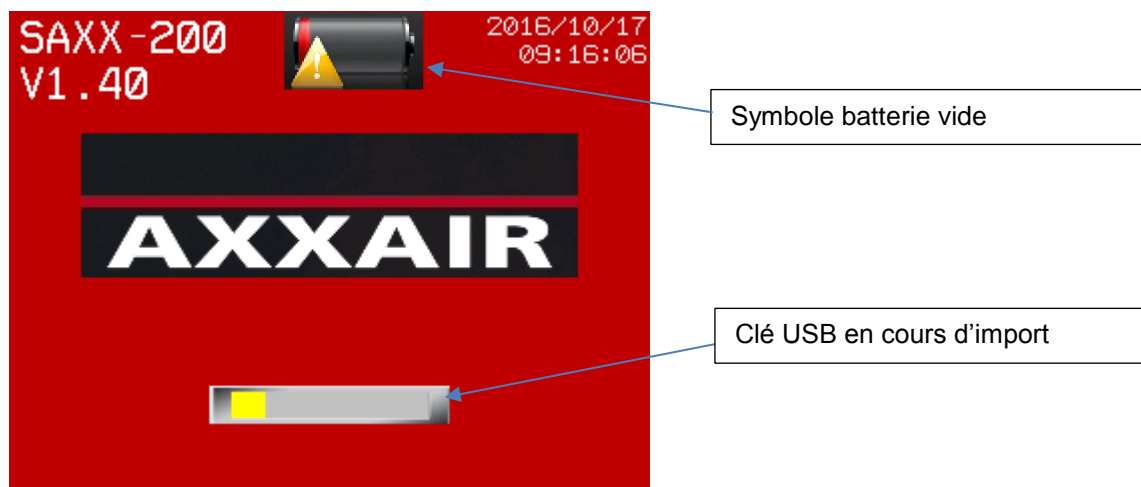 SAXX-200
V1.40
2016/10/17
09:16:06
Symbole batterie vide
AXXAIR
Clé USB en cours d’import